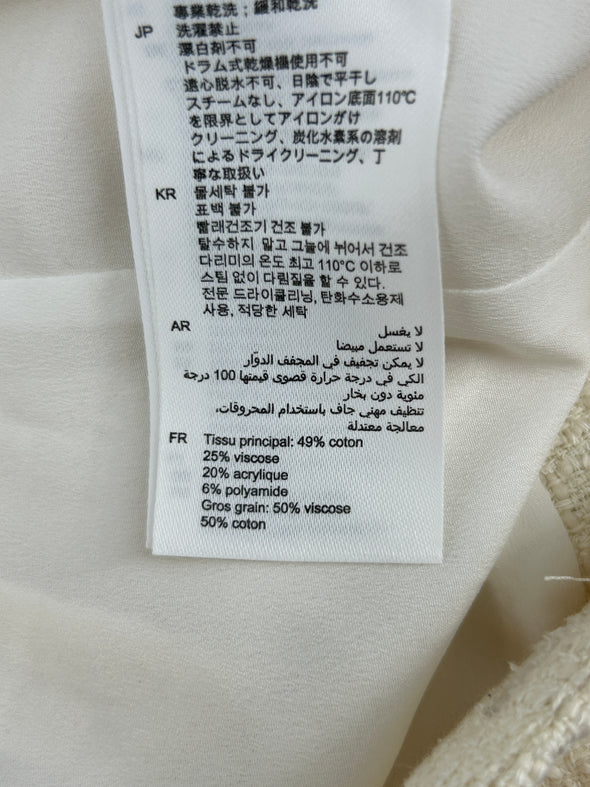 專業乾洗；緩和乾洗
JP 洗濯禁止
漂白剤不可
ドラム式乾燥機使用不可
遠心脱水不可、日陰で平干し
スチームなし、アイロン底面110℃
を限界としてアイロンがけ
クリーニング、炭化水素系の溶剤
によるドライクリーニング、丁
寧な取扱い
KR 물세탁 불가
표백 불가
빨래건조기 건조 불가
탈수하지 말고 그늘에 뉘어서 건조
다리미의 온도 최고 110°C 이하로
스팀 없이 다림질을 할 수 있다.
전문 드라이클리닝, 탄화수소용제
사용, 적당한 세탁
AR لا يغسل
لا تستعمل مبيضا
لا يمكن تجفيف في المجفف الدوّار
الكي في درجة حرارة قصوى قيمتها 100 درجة
مئوية دون بخار
تنظيف مهني جاف باستخدام المحروقات،
معالجة معتدلة
FR Tissu principal: 49% coton
25% viscose
20% acrylique
6% polyamide
Gros grain: 50% viscose
50% coton